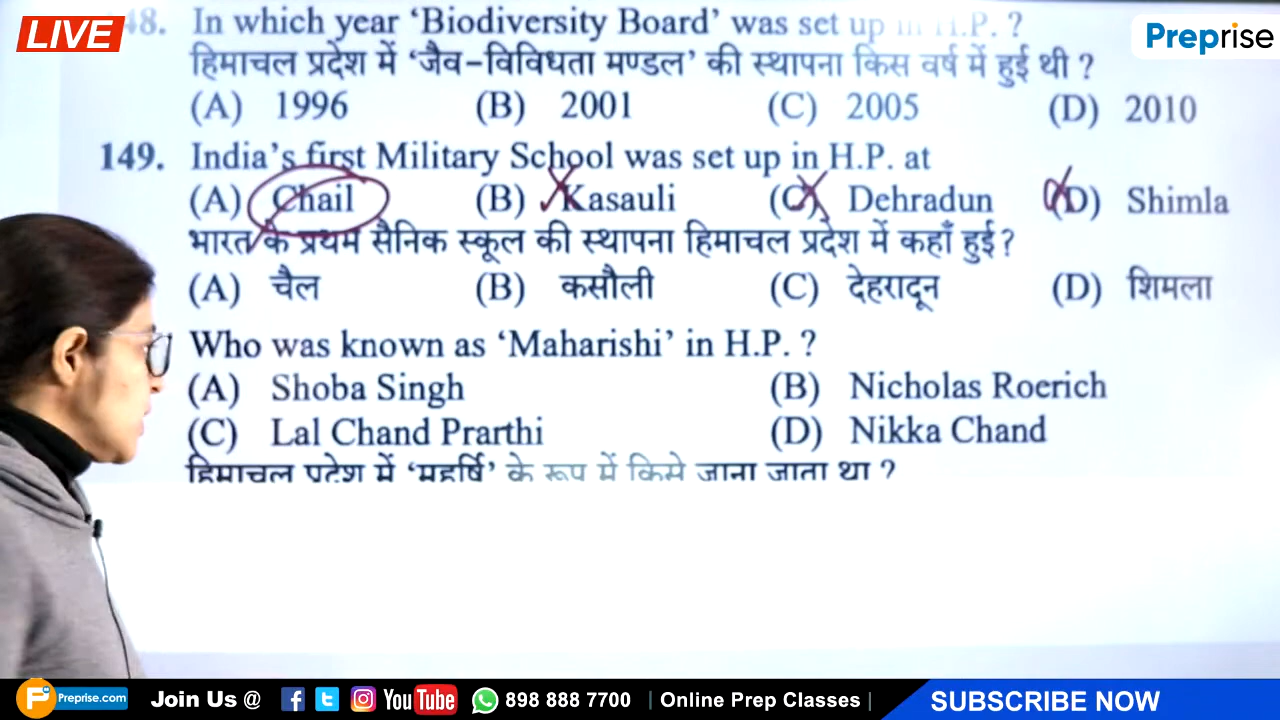 LIVE
48. In which year ‘Biodiversity Board’ was set up in H.P. ?
Preprise
हिमाचल प्रदेश में ‘जैव-विविधता मण्डल’ की स्थापना किस वर्ष में हुई थी ?
(A) 1996 (B) 2001 (C) 2005 (D) 2010
149. India’s first Military School was set up in H.P. at
(A) Chail (B) Kasauli (C) Dehradun (D) Shimla
भारत के प्रथम सैनिक स्कूल की स्थापना हिमाचल प्रदेश में कहाँ हुई?
(A) चैल (B) कसौली (C) देहरादून (D) शिमला
Who was known as ‘Maharishi’ in H.P. ?
(A) Shoba Singh (B) Nicholas Roerich
(C) Lal Chand Prarthi (D) Nikka Chand
हिमाचल प्रदेश में ‘महर्षि’ के रूप में किसे जाना जाता था ?
Preprise.com Join Us @ YouTube 898 888 7700 | Online Prep Classes | SUBSCRIBE NOW